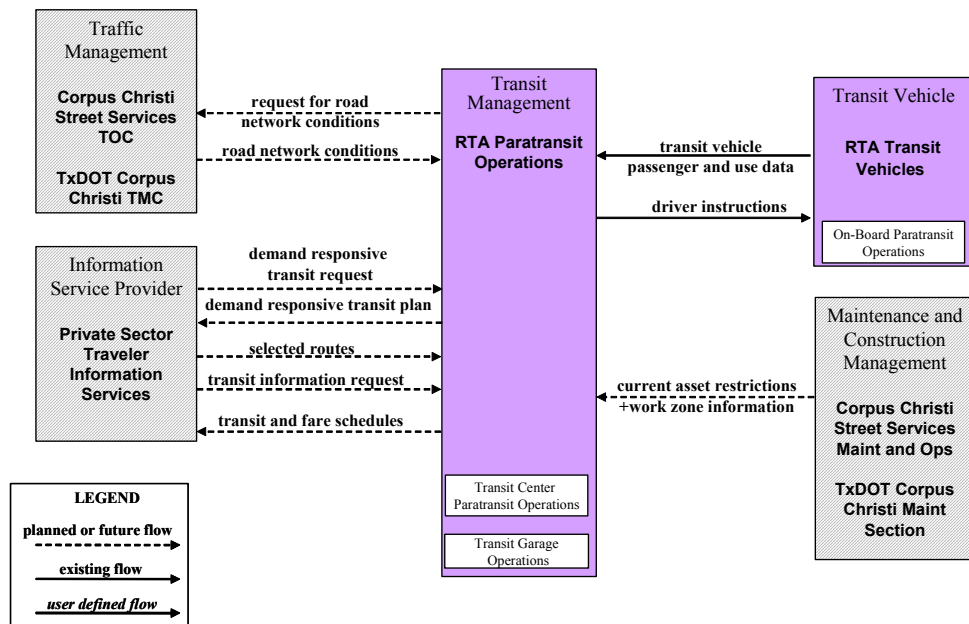 Traffic
Management
Corpus Christi
Street Services
TOC
TxDOT Corpus
Christi TMC
request for road
network conditions
road network conditions
Transit
Management
RTA Paratransit
Operations
transit vehicle
passenger and use data
driver instructions
Transit Vehicle
RTA Transit
Vehicles
On-Board Paratransit
Operations
Information
Service Provider
Private Sector
Traveler
Information
Services
demand responsive
transit request
demand responsive transit plan
selected routes
transit information request
transit and fare schedules
current asset restrictions
+work zone information
Maintenance and
Construction
Management
Corpus Christi
Street Services
Maint and Ops
TxDOT Corpus
Christi Maint
Section
Transit Center
Paratransit Operations
Transit Garage
Operations
LEGEND
planned or future flow
existing flow
user defined flow